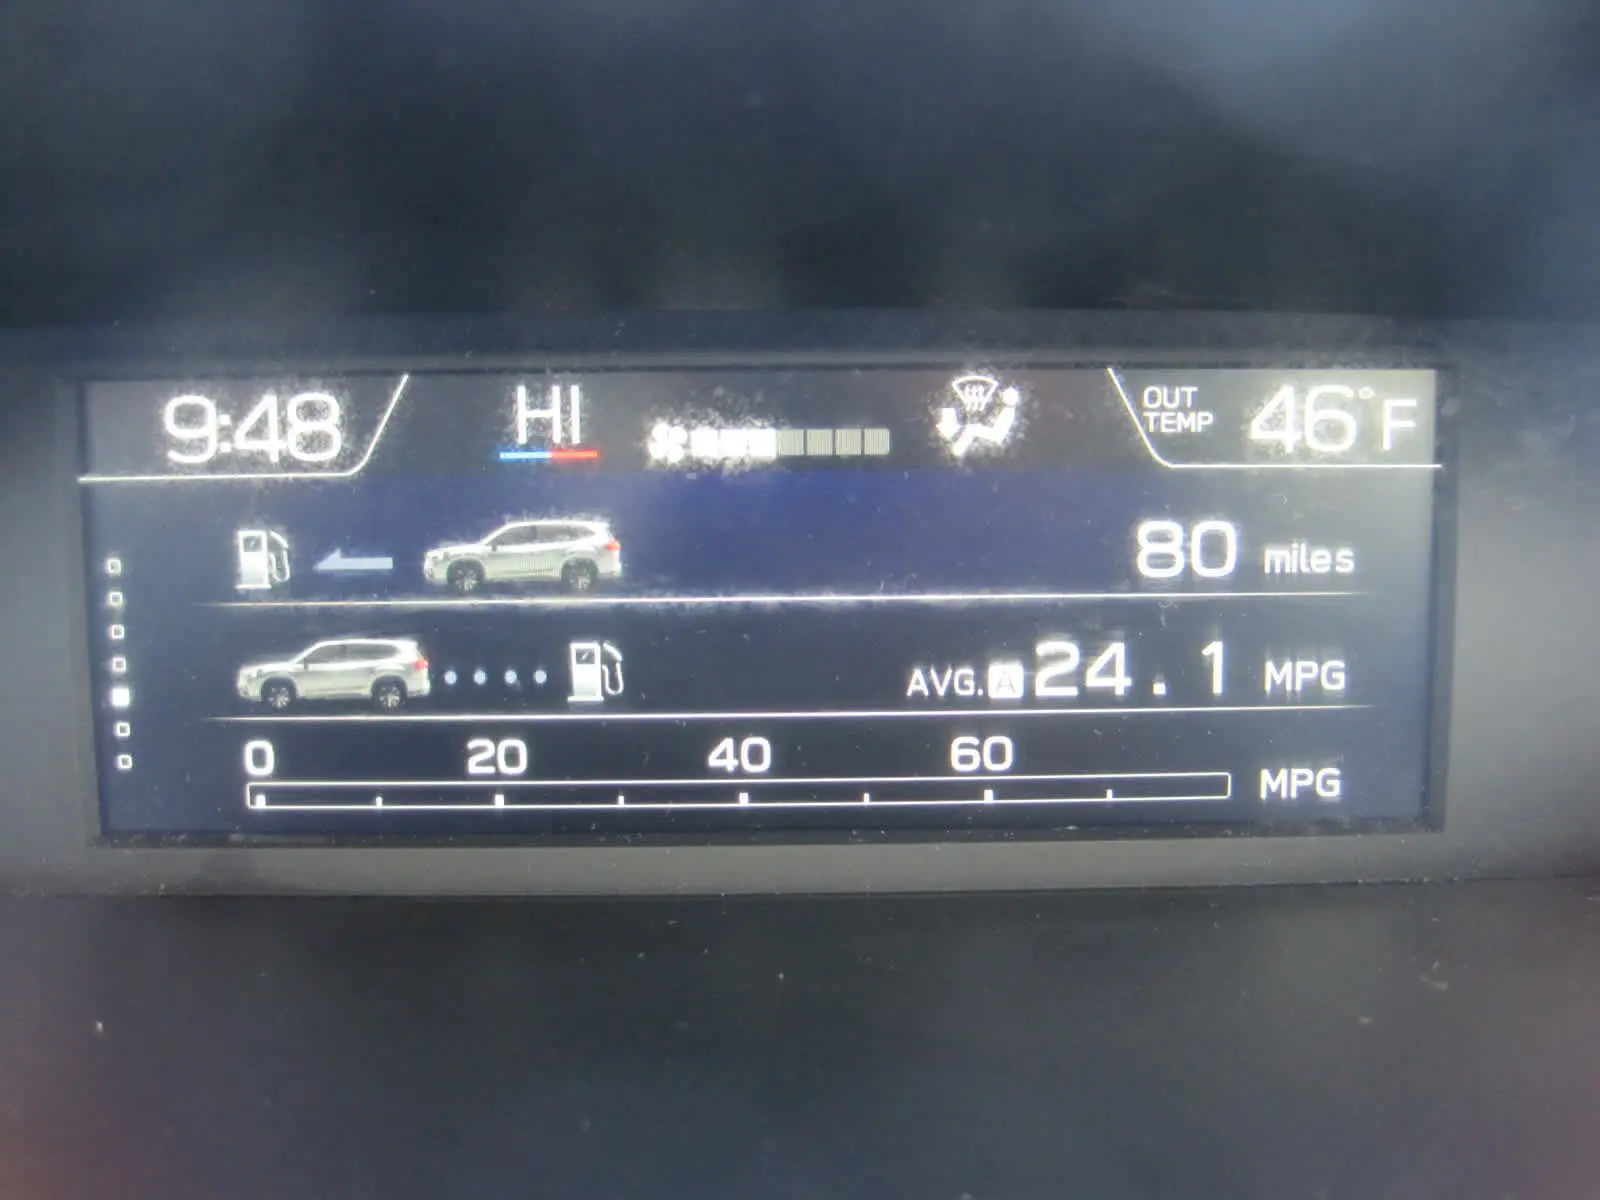 9:48
HI
OUT
TEMP
46°F
80 miles
AVG. A 24.1 MPG
0 20 40 60
MPG